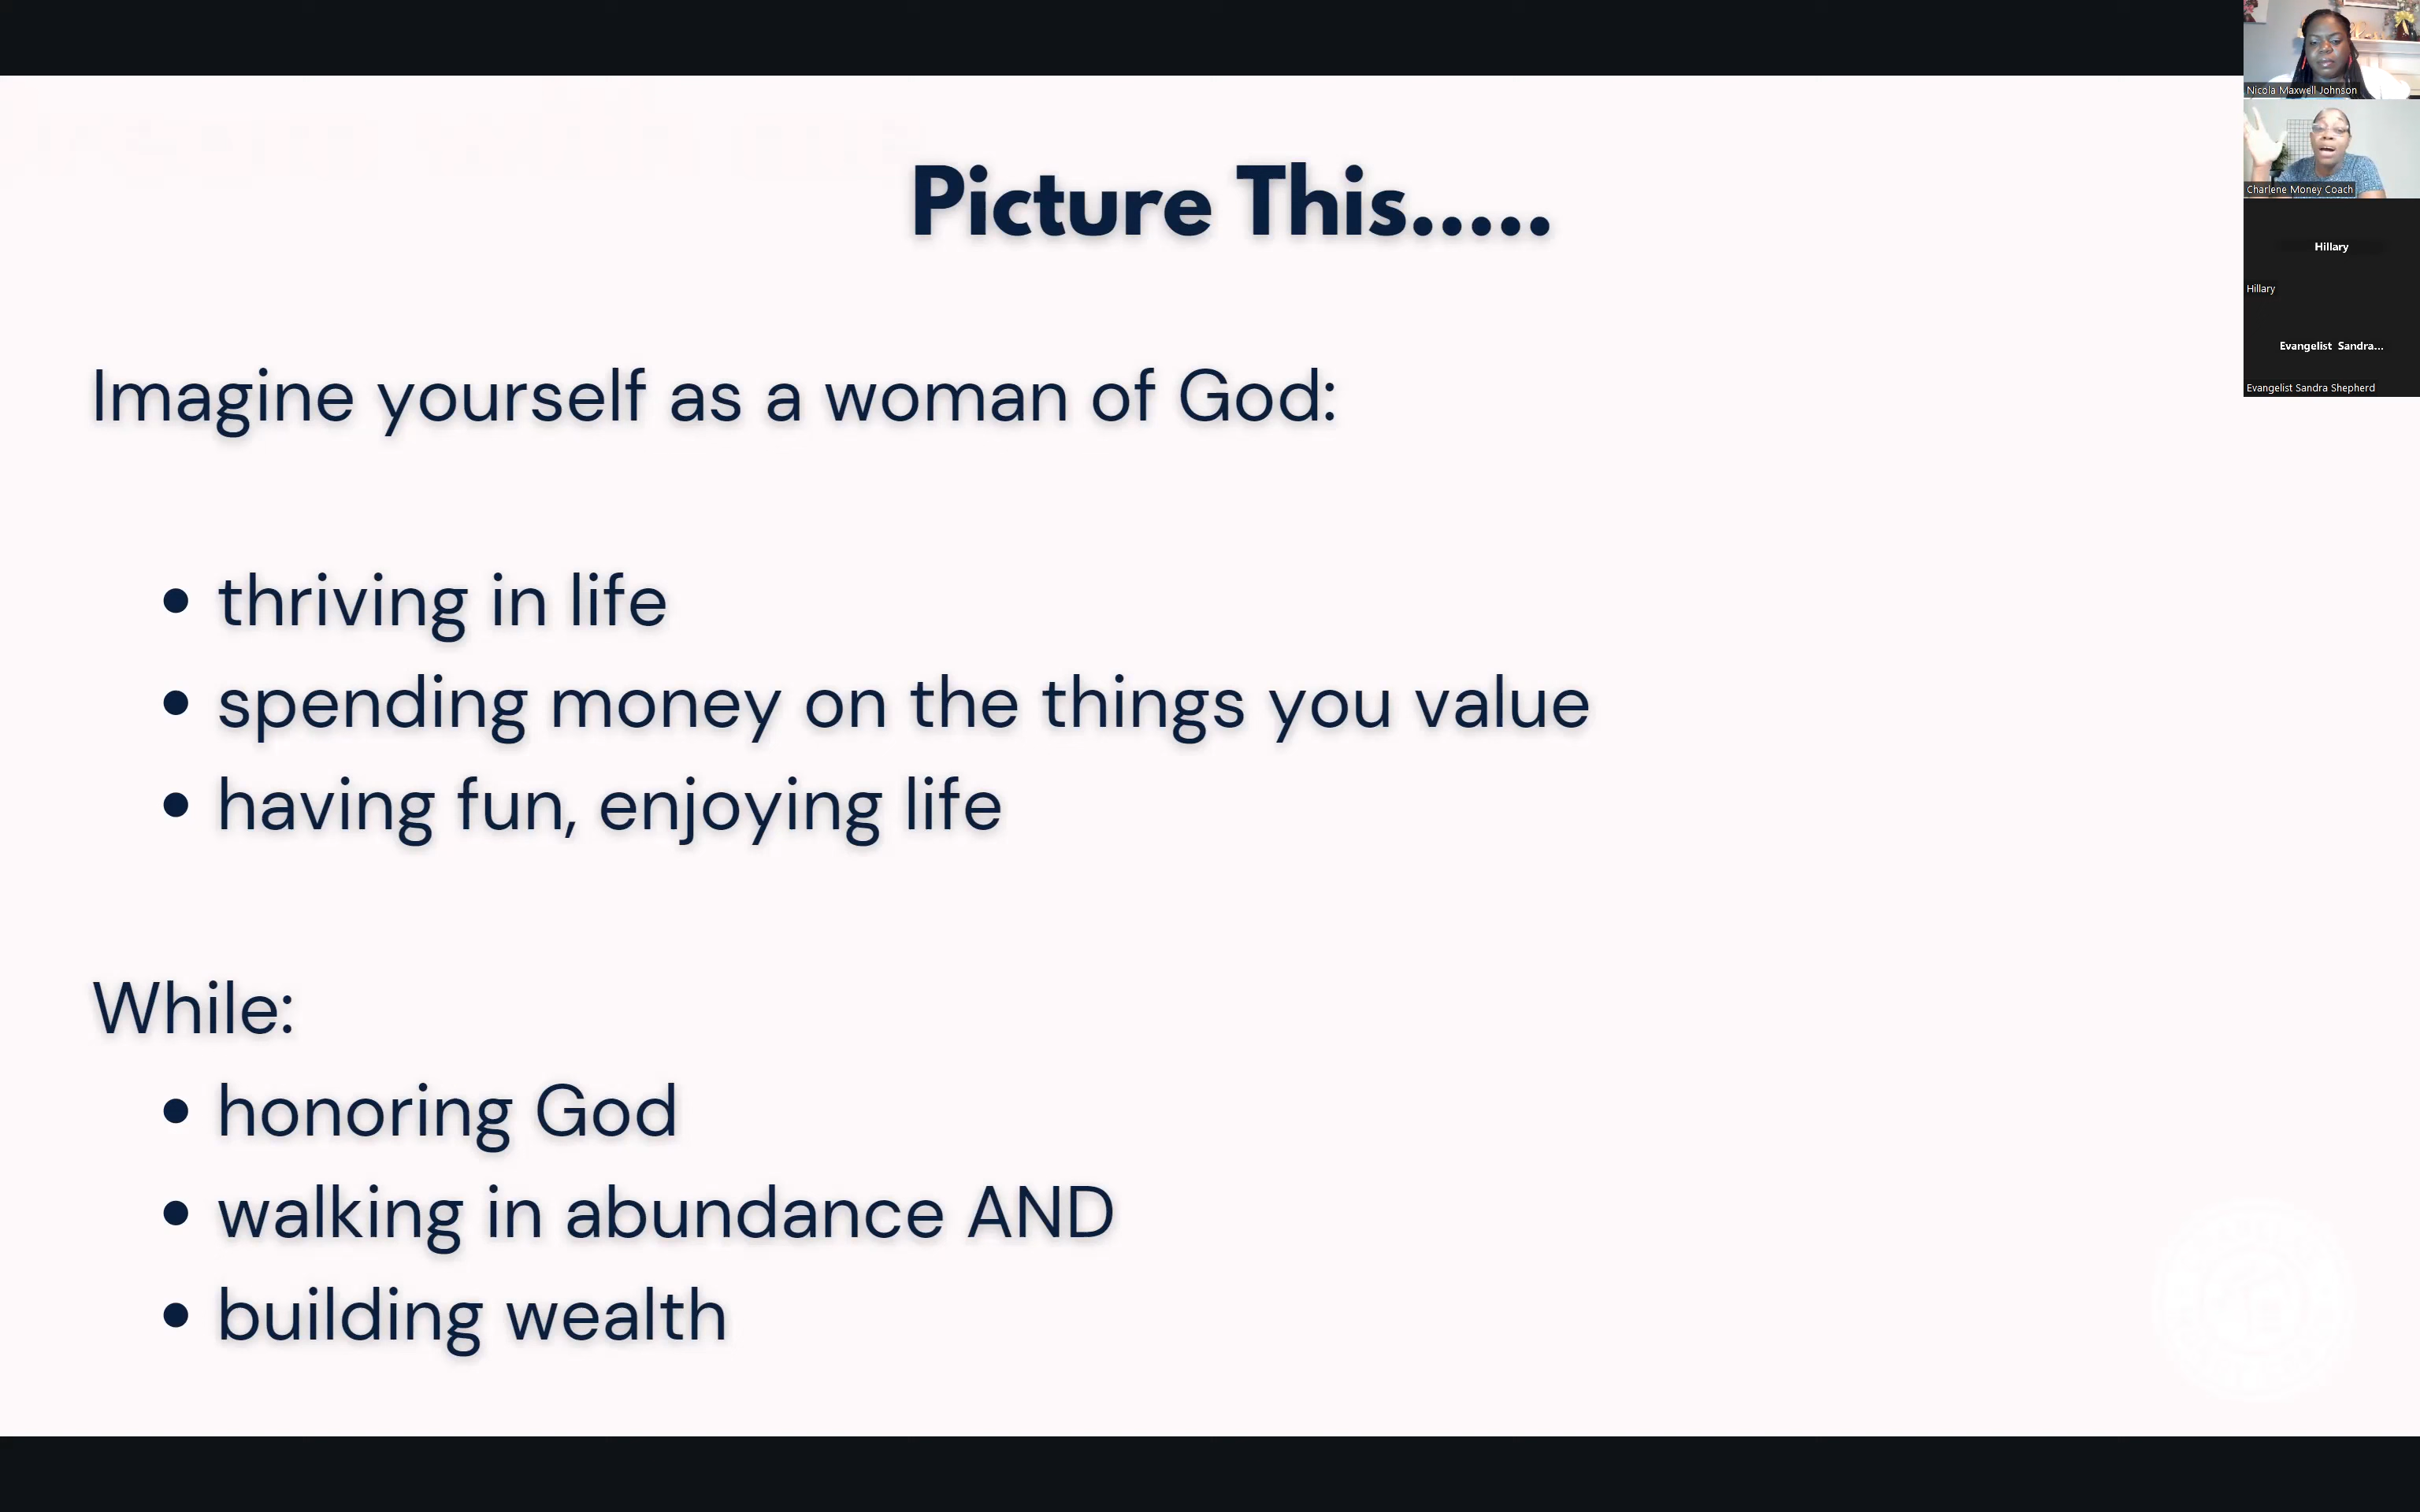 Picture This.....
Imagine yourself as a woman of God:
• thriving in life
• spending money on the things you value
• having fun, enjoying life
While:
• honoring God
• walking in abundance AND
• building wealth
Nicola Maxwell Johnson
Charlene Money Coach
Hillary
Hillary
Evangelist Sandra...
Evangelist Sandra Shepherd